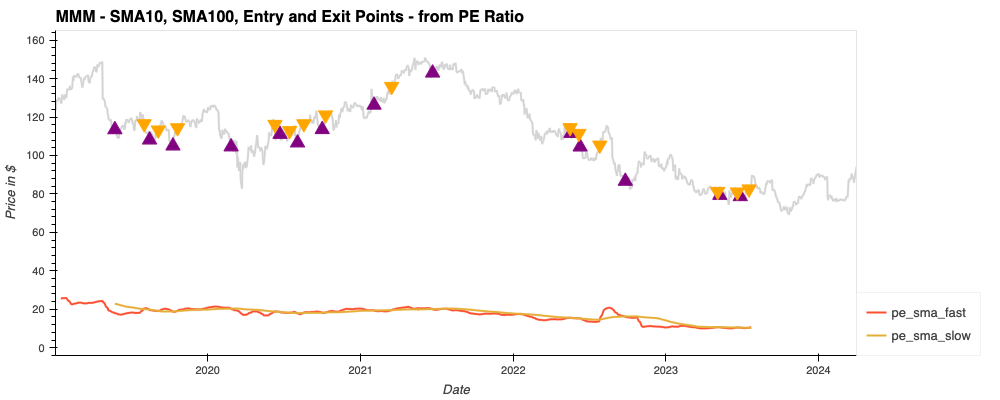 MMM - SMA10, SMA100, Entry and Exit Points - from PE Ratio
160
140
120
100
80
60
40
20
0
Price in $
2020
2021
2022
2023
2024
Date
pe_sma_fast
pe_sma_slow